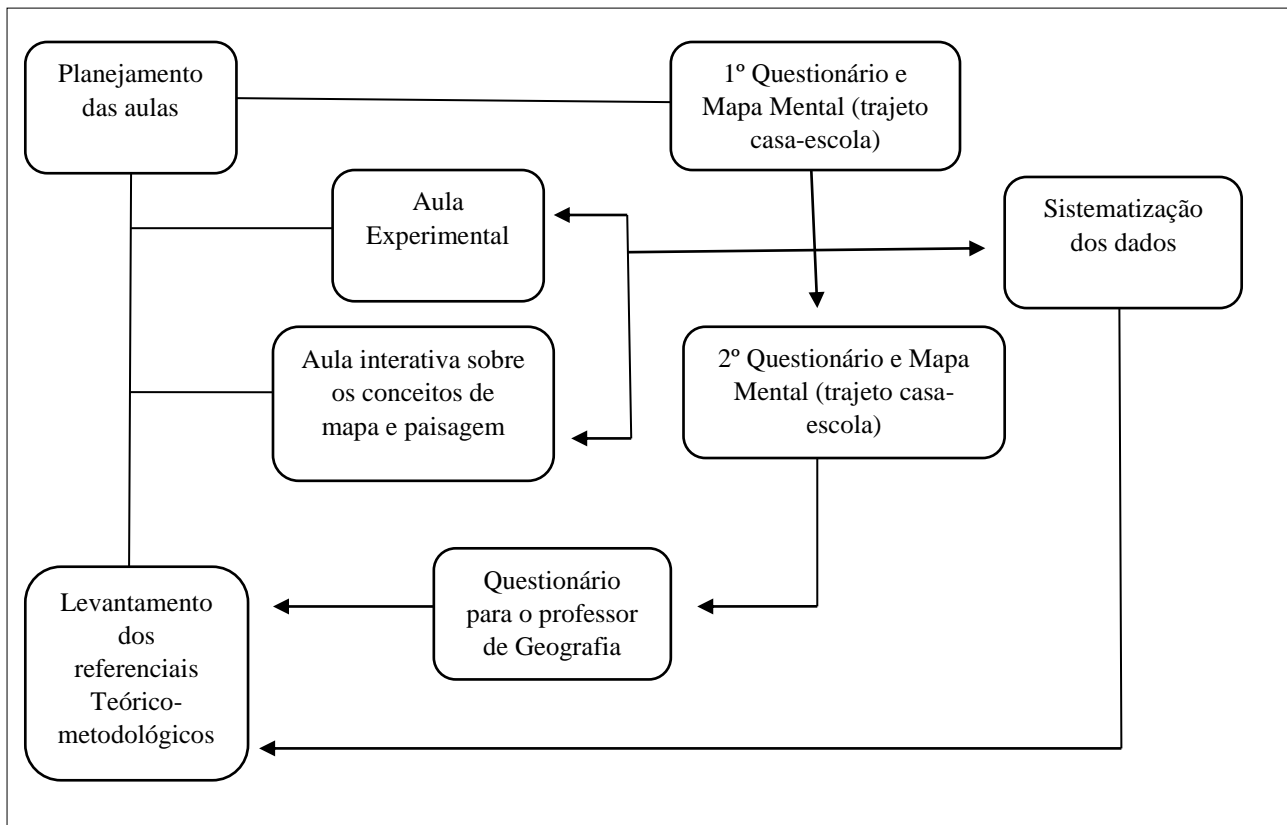 Planejamento
das aulas
1º Questionário e
Mapa Mental (trajeto
casa-escola)
Aula
Experimental
Sistematização
dos dados
Aula interativa sobre
os conceitos de
mapa e paisagem
2º Questionário e Mapa
Mental (trajeto casa-
escola)
Levantamento
dos
referenciais
Teórico-
metodológicos
Questionário
para o professor
de Geografia